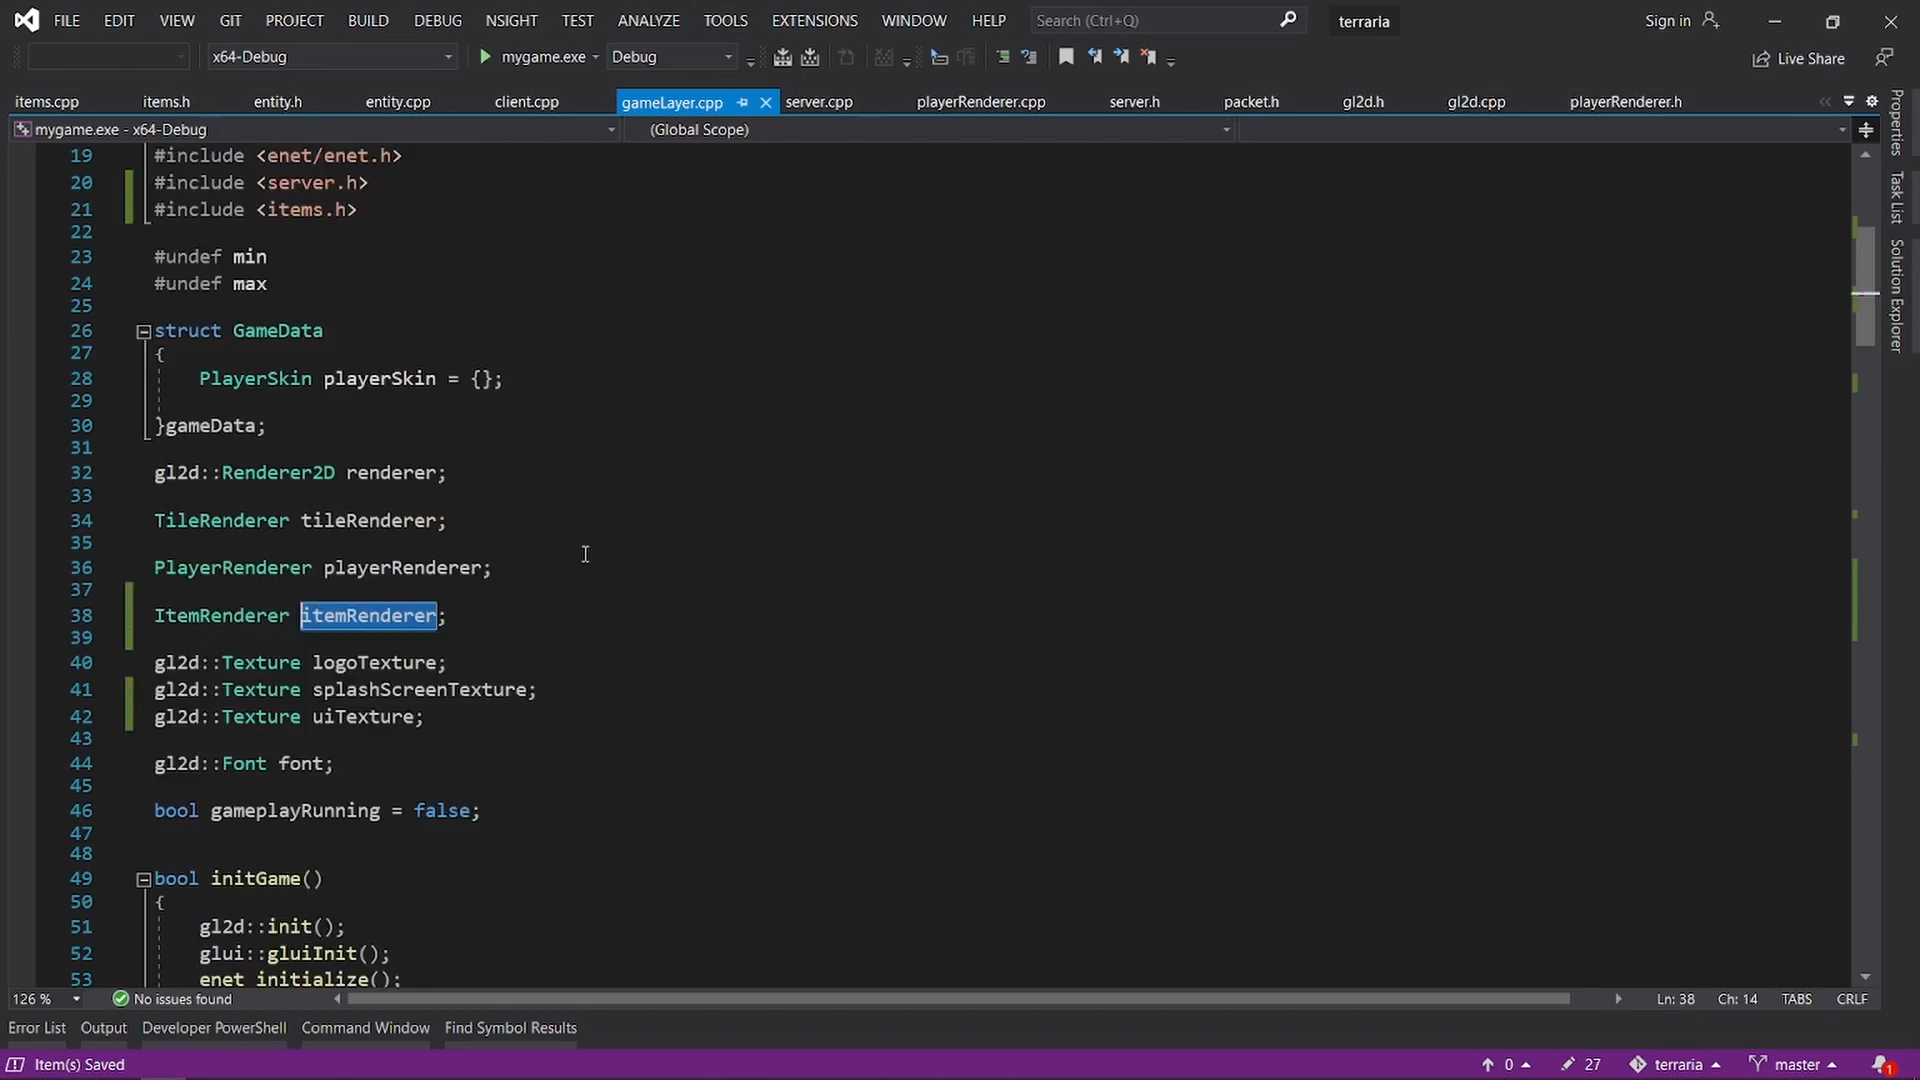 FILE EDIT VIEW GIT PROJECT BUILD DEBUG NSIGHT TEST ANALYZE TOOLS EXTENSIONS WINDOW HELP Search (Ctrl+Q) terraria Sign in
x64-Debug mygame.exe Debug Live Share
items.cpp items.h entity.h entity.cpp client.cpp gameLayer.cpp server.cpp playerRenderer.cpp server.h packet.h gl2d.h gl2d.cpp playerRenderer.h
mygame.exe - x64-Debug (Global Scope)
19 #include <enet/enet.h>
20 #include <server.h>
21 #include <items.h>
22
23 #undef min
24 #undef max
25
26 struct GameData
27 {
28 PlayerSkin playerSkin = {};
29
30 }gameData;
31
32 gl2d::Renderer2D renderer;
33
34 TileRenderer tileRenderer;
35
36 PlayerRenderer playerRenderer;
37
38 ItemRenderer itemRenderer;
39
40 gl2d::Texture logoTexture;
41 gl2d::Texture splashScreenTexture;
42 gl2d::Texture uiTexture;
43
44 gl2d::Font font;
45
46 bool gameplayRunning = false;
47
48
49 bool initGame()
50 {
51 gl2d::init();
52 glui::gluiInit();
53 enet_initialize();
Properties
Task List
Solution Explorer
126 % No issues found Ln: 38 Ch: 14 TABS CRLF
Error List Output Developer PowerShell Command Window Find Symbol Results
Item(s) Saved 0 27 terraria master 1